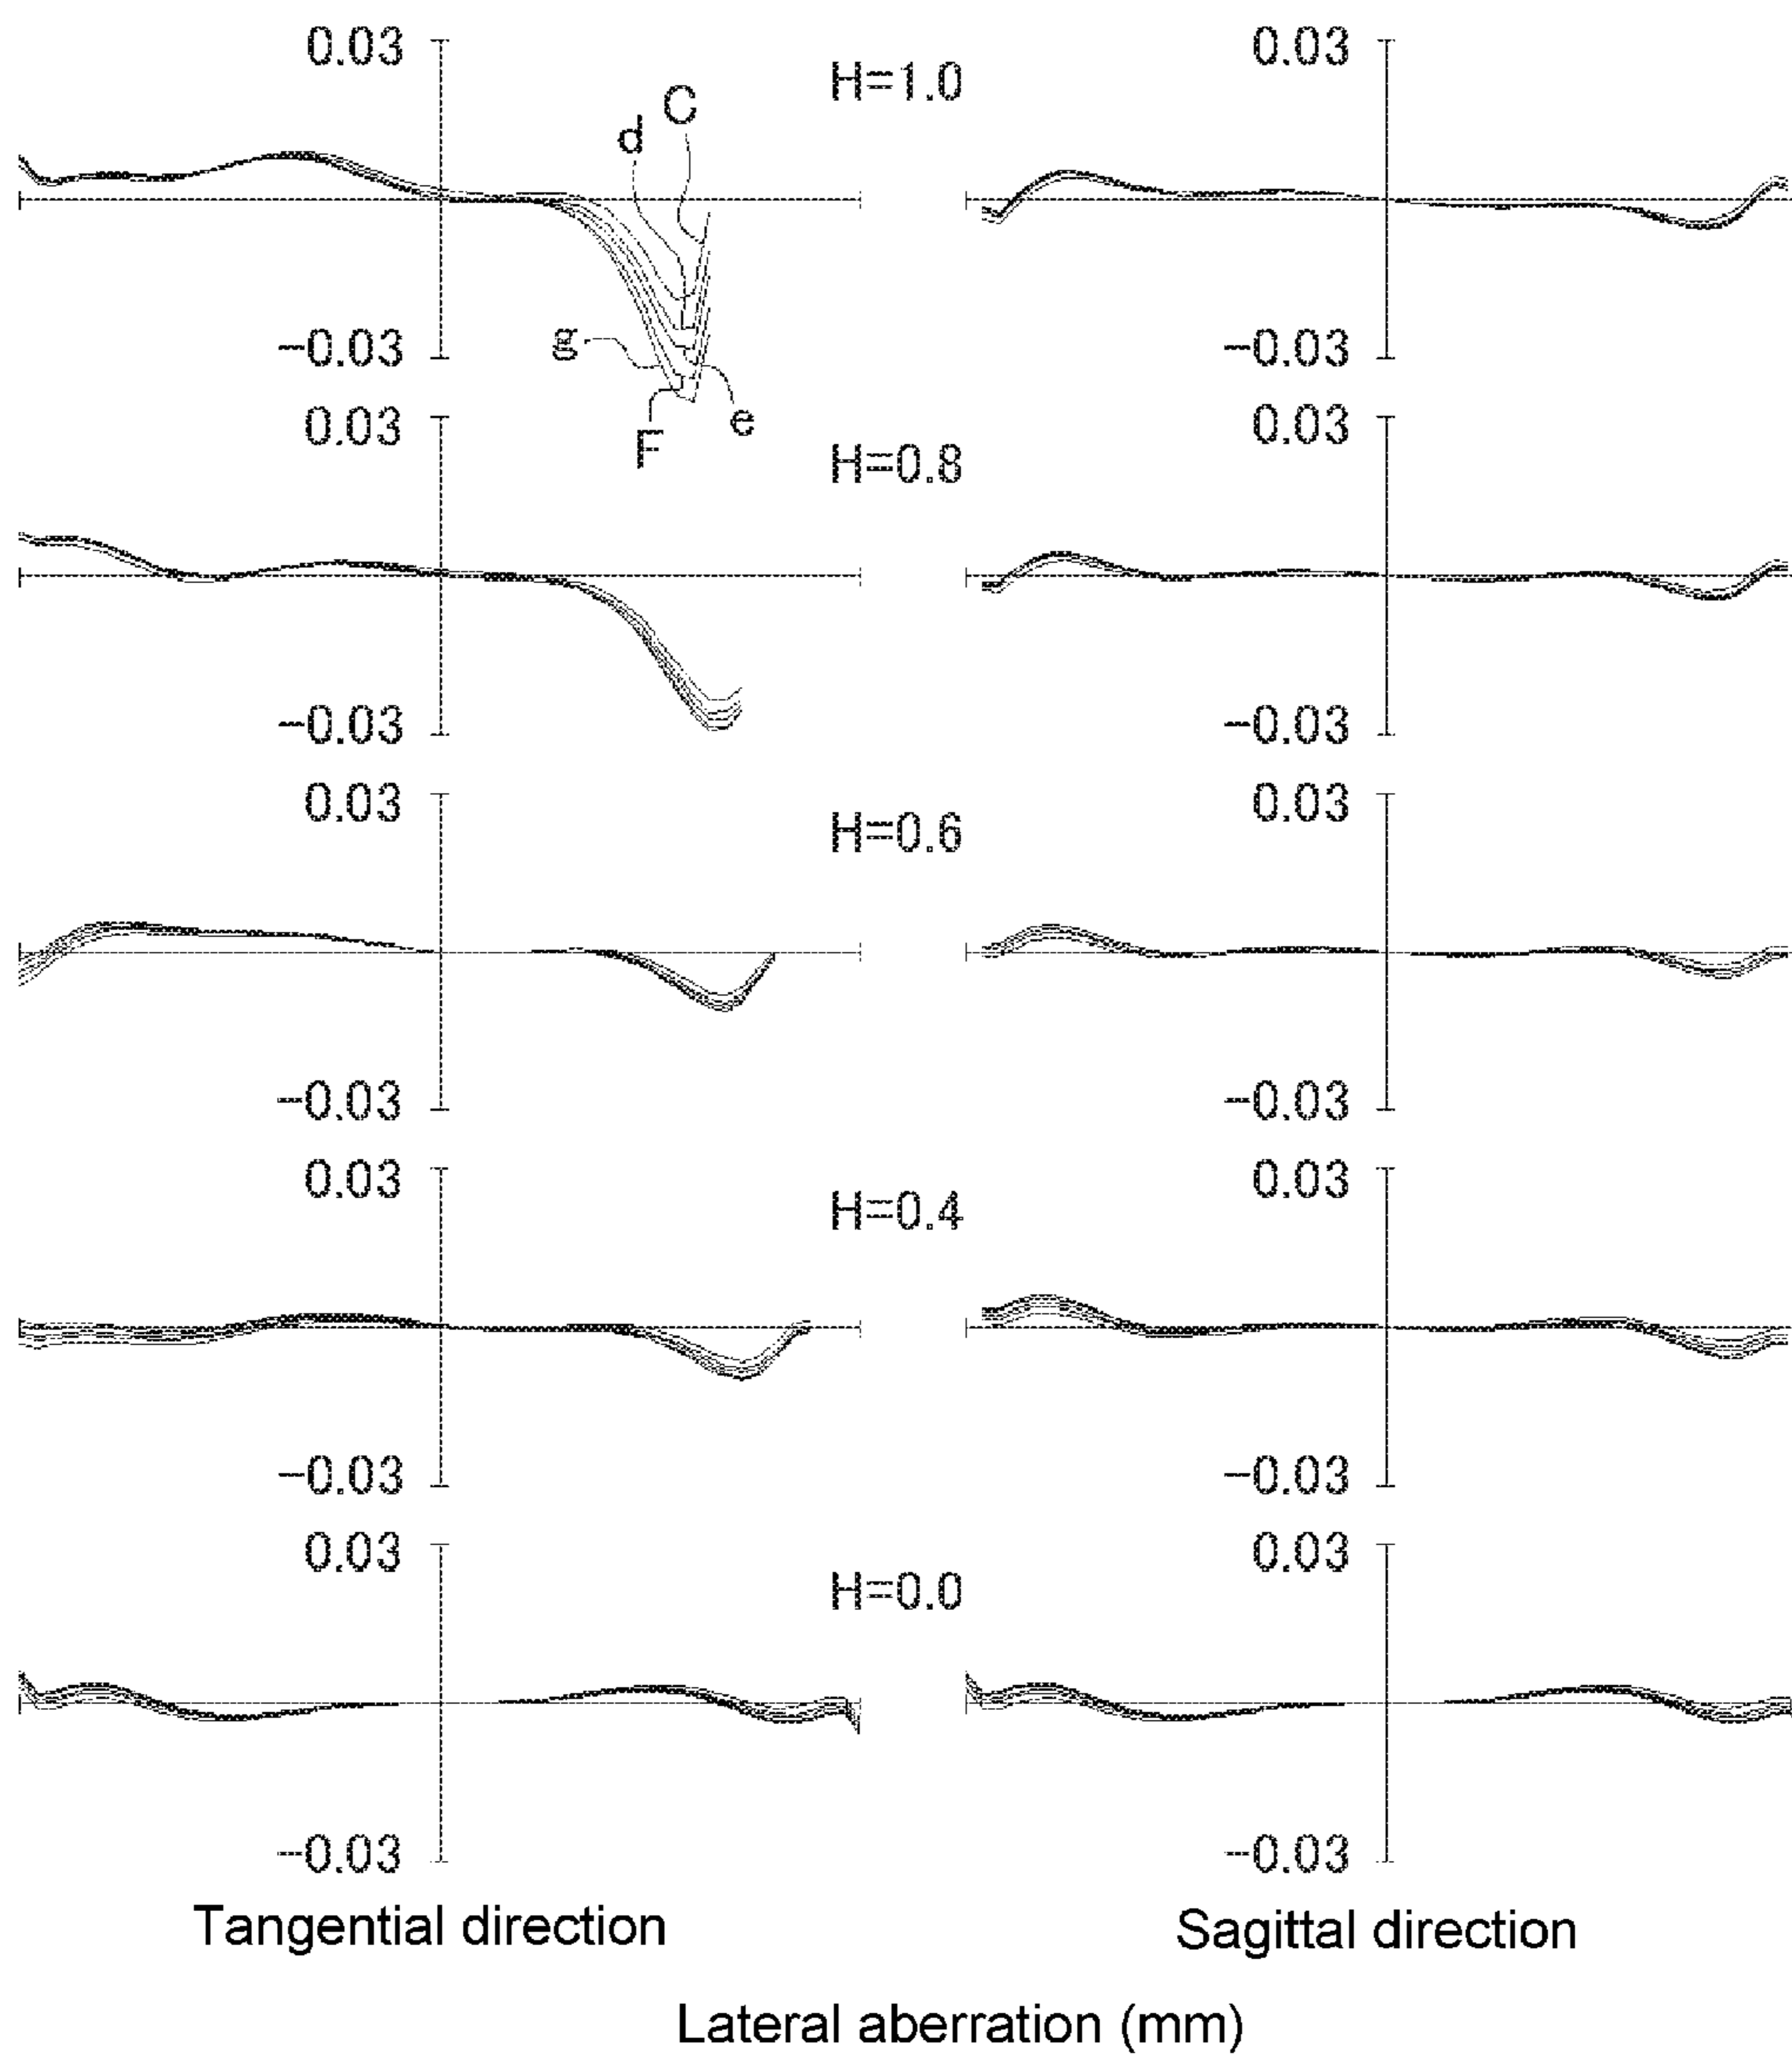 0.03 H=1.0 0.03
C
d
-0.03 g -0.03
F e
0.03 H=0.8 0.03
-0.03 -0.03
0.03 H=0.6 0.03
-0.03 -0.03
0.03 H=0.4 0.03
-0.03 -0.03
0.03 H=0.0 0.03
-0.03 -0.03
Tangential direction Sagittal direction
Lateral aberration (mm)